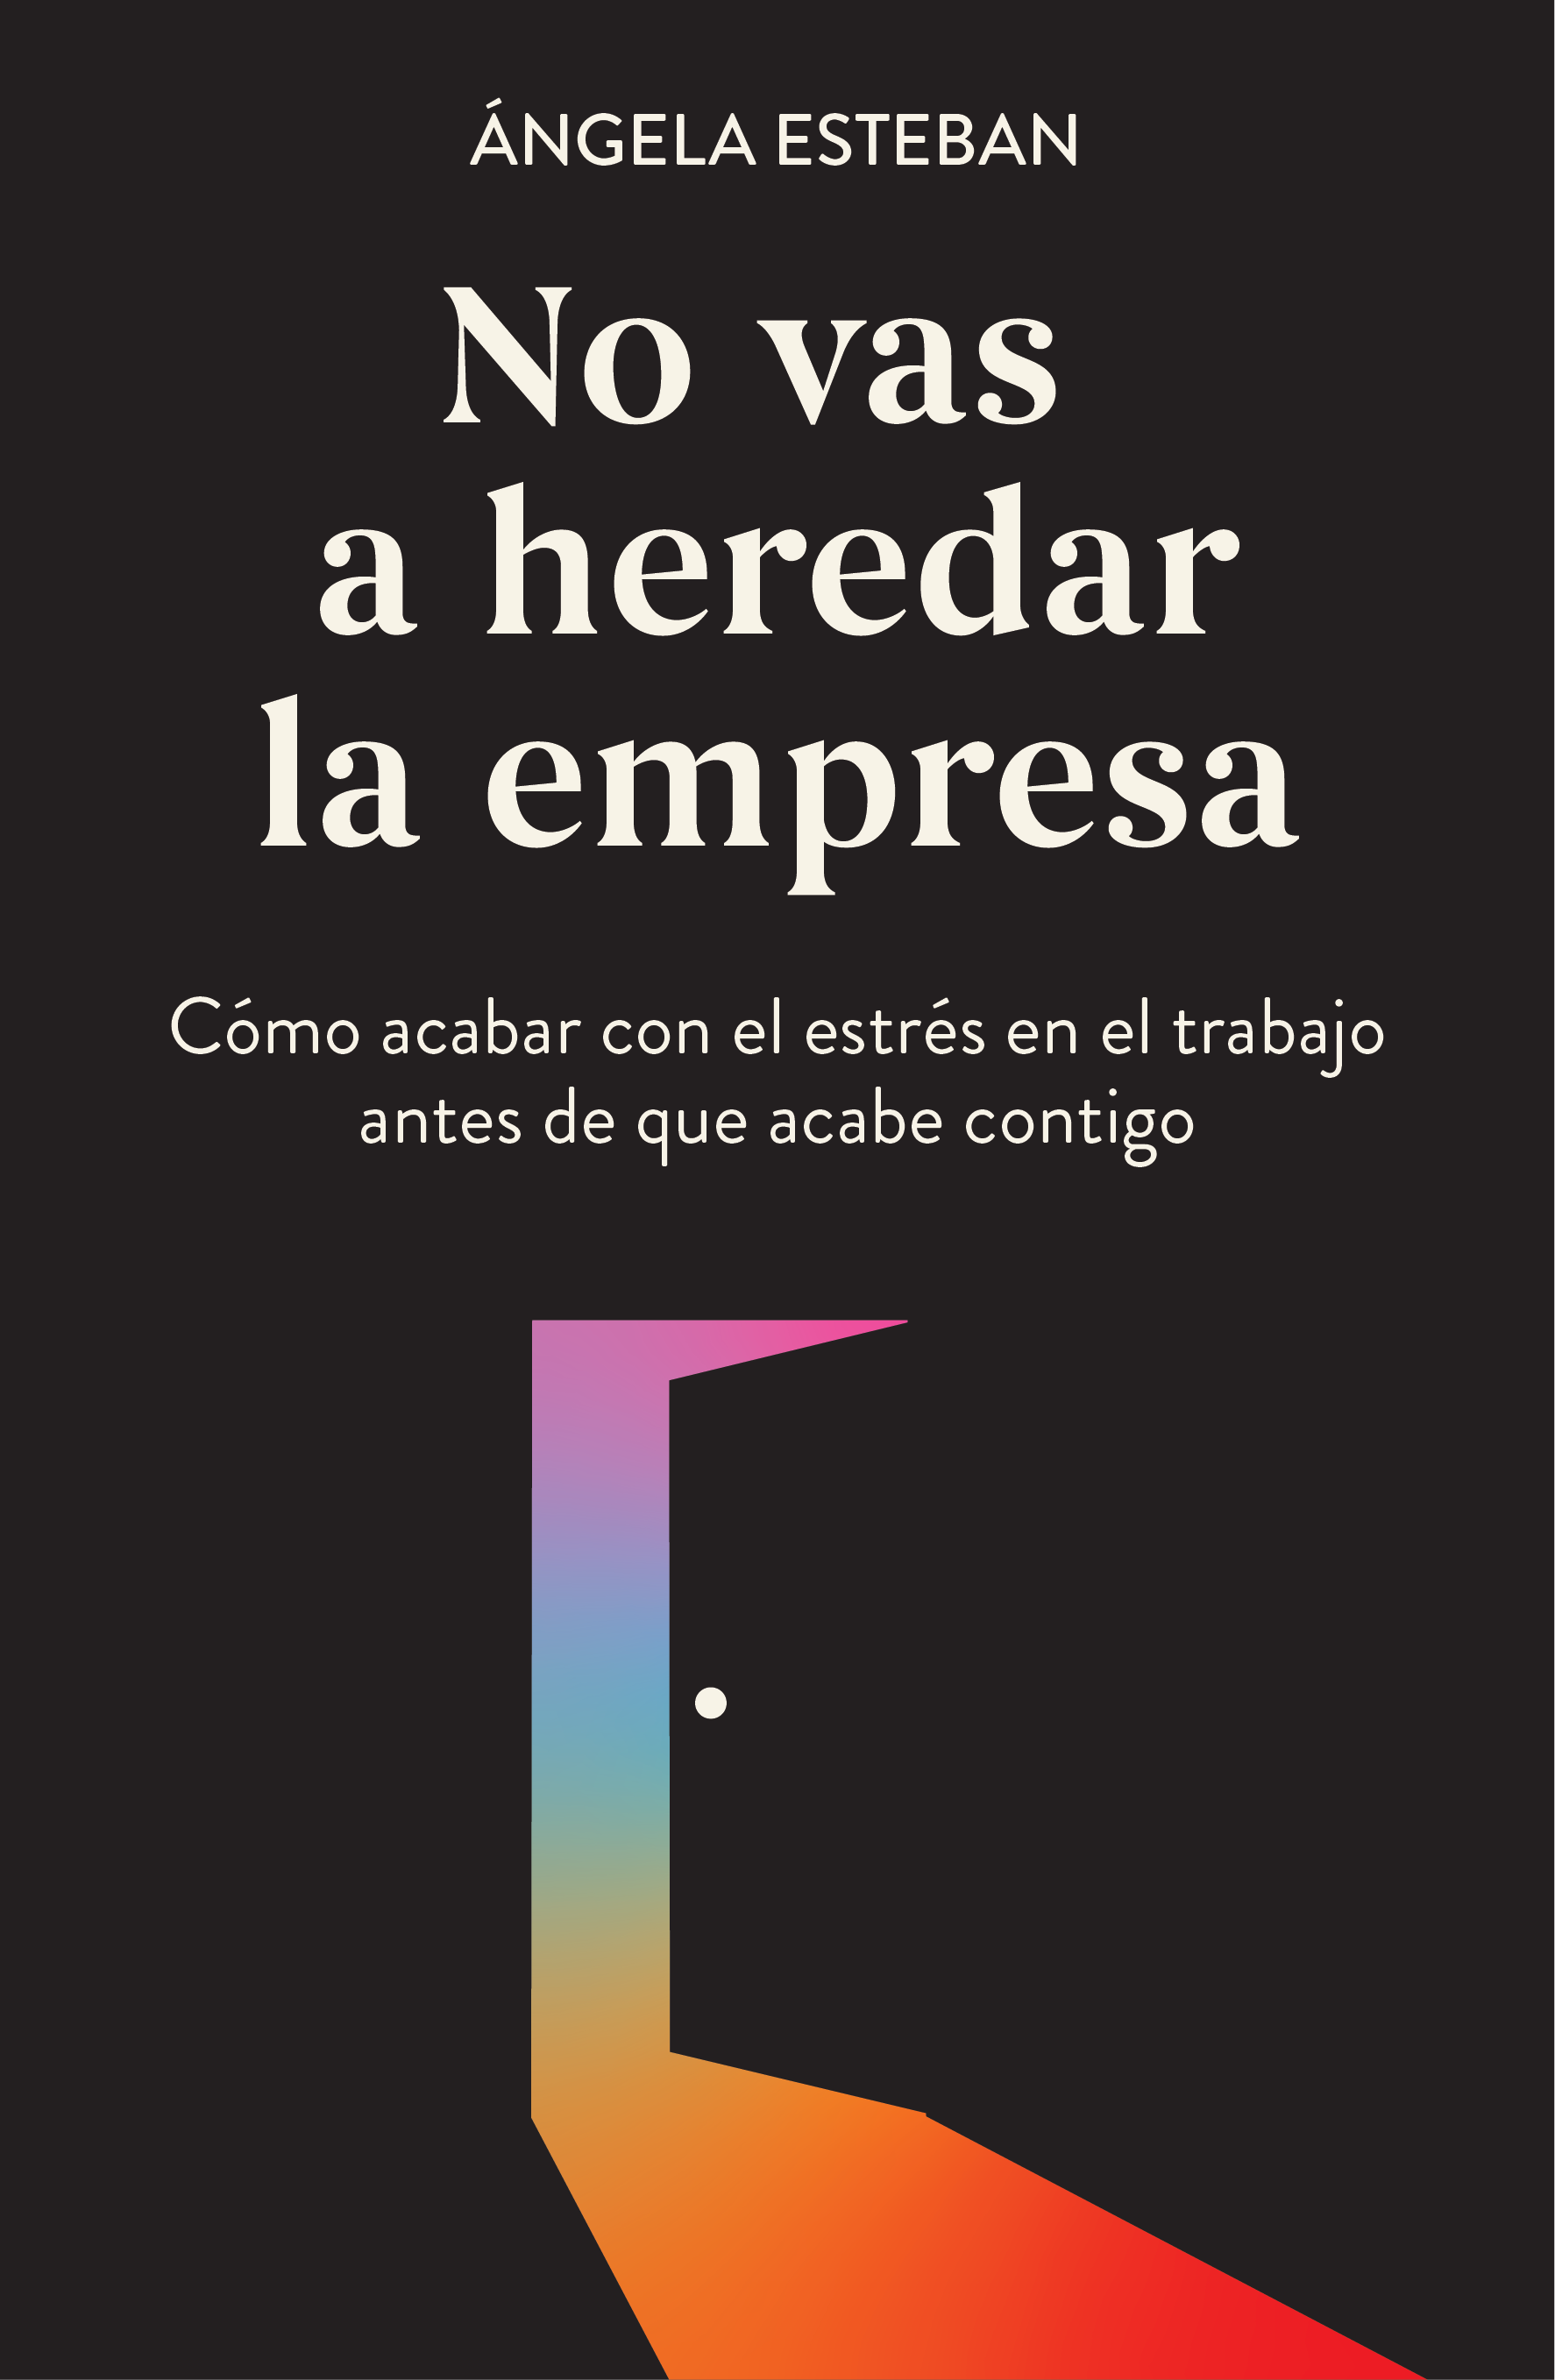 ÁNGELA ESTEBAN
No vas
a heredar
la empresa
Cómo acabar con el estrés en el trabajo
antes de que acabe contigo